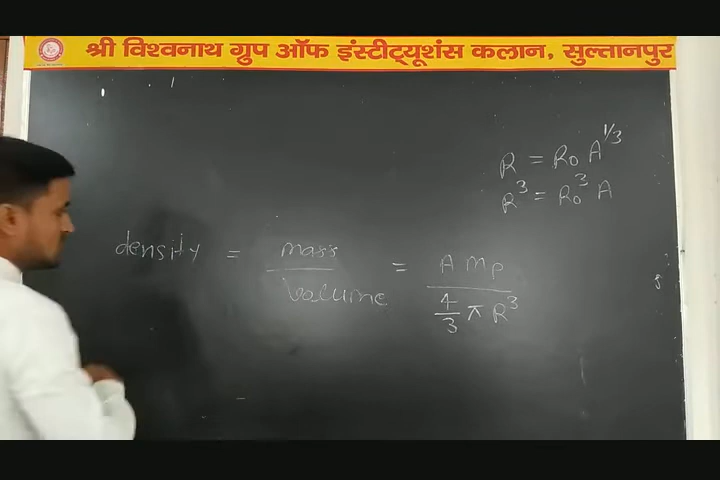 श्री विश्वनाथ ग्रुप ऑफ इंस्टीट्यूशंस कलान, सुल्तानपुर
R = R₀ A^1/3
R³ = R₀³ A
density = mass / Volume = A Mp / 4/3 π R³